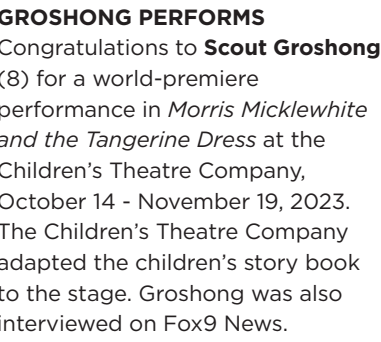 GROSHONG PERFORMS
Congratulations to Scout Groshong
(8) for a world-premiere
performance in Morris Micklewhite
and the Tangerine Dress at the
Children's Theatre Company,
October 14 - November 19, 2023.
The Children's Theatre Company
adapted the children's story book
to the stage. Groshong was also
interviewed on Fox9 News.